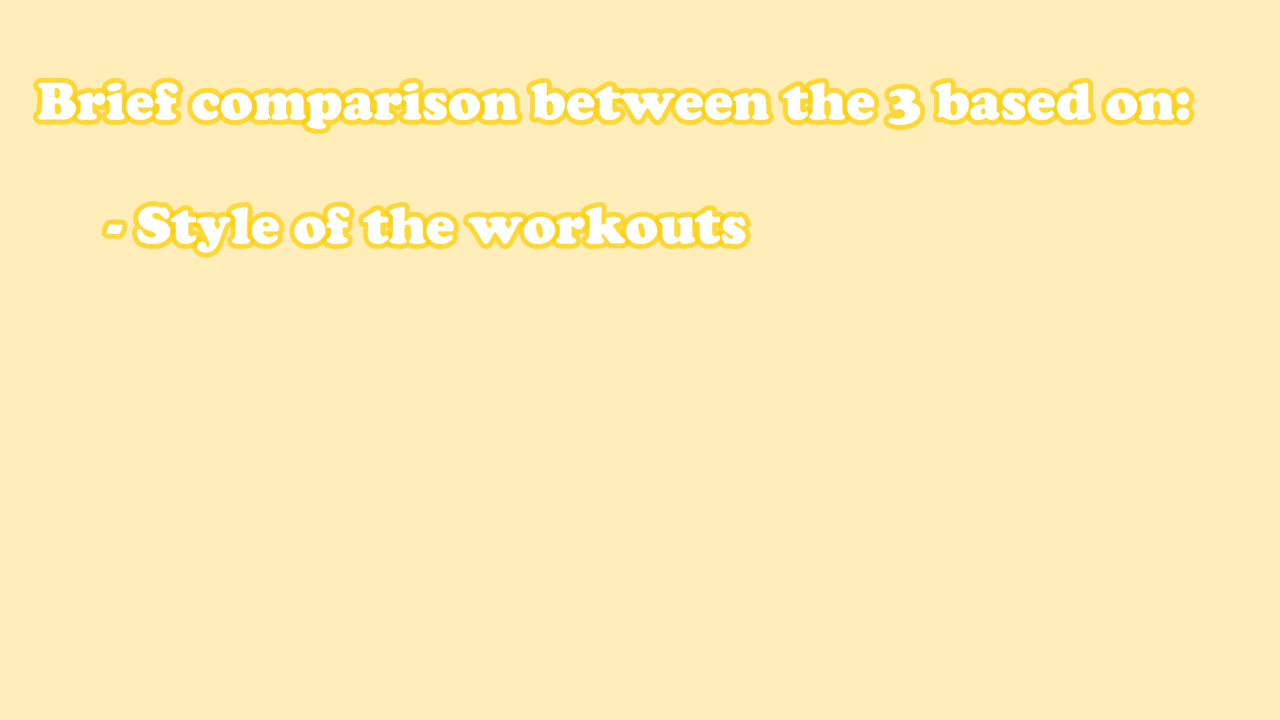 Brief comparison between the 3 based on:
- Style of the workouts